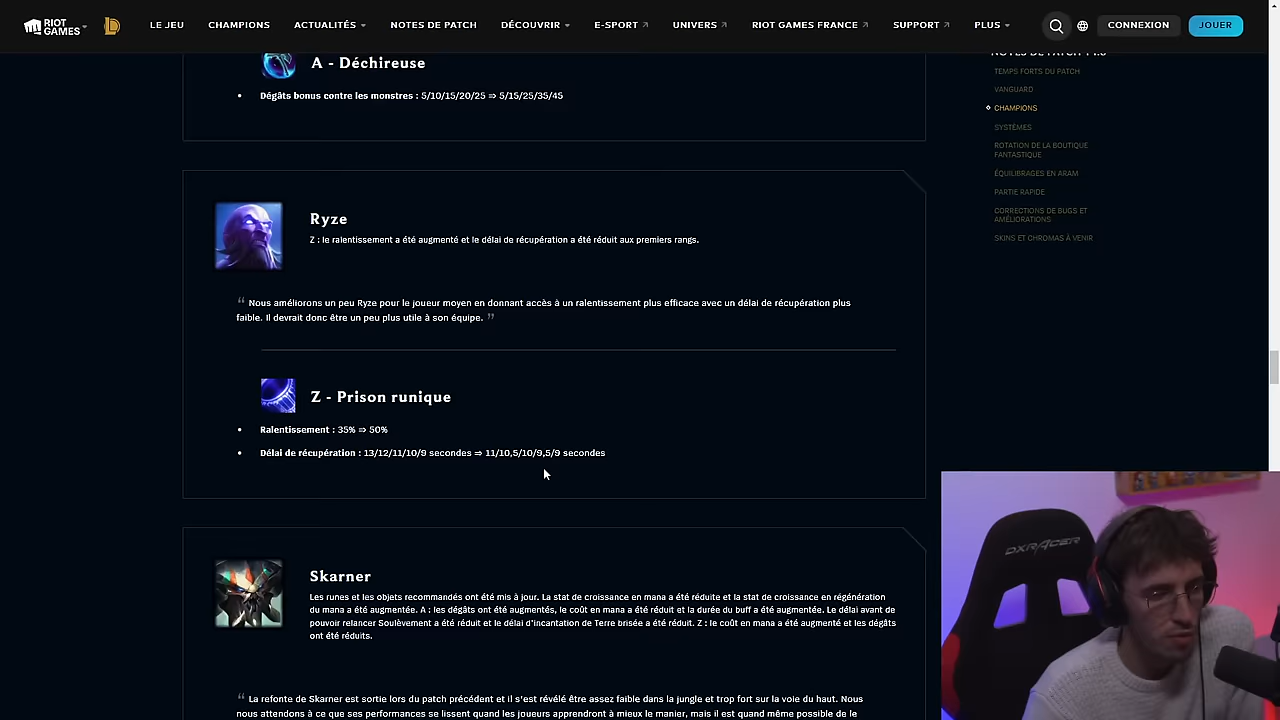 RIOT GAMES
LE JEU
CHAMPIONS
ACTUALITÉS
NOTES DE PATCH
DÉCOUVRIR
E-SPORT
UNIVERS
RIOT GAMES FRANCE
SUPPORT
PLUS
CONNEXION
JOUER
A - Déchireuse
• Dégâts bonus contre les monstres : 5/10/15/20/25 ⇒ 5/15/25/35/45
Ryze
Z : le ralentissement a été augmenté et le délai de récupération a été réduit aux premiers rangs.
“ Nous améliorons un peu Ryze pour le joueur moyen en donnant accès à un ralentissement plus efficace avec un délai de récupération plus
faible. Il devrait donc être un peu plus utile à son équipe. ”
Z - Prison runique
• Ralentissement : 35% ⇒ 50%
• Délai de récupération : 13/12/11/10/9 secondes ⇒ 11/10,5/10/9,5/9 secondes
Skarner
Les runes et les objets recommandés ont été mis à jour. La stat de croissance en mana a été réduite et la stat de croissance en régénération
du mana a été augmentée. A : les dégâts ont été augmentés, le coût en mana a été réduit et la durée du buff a été augmentée. Le délai avant de
pouvoir relancer Soulèvement a été réduit et le délai d'incantation de Terre brisée a été réduit. Z : le coût en mana a été augmenté et les dégâts
ont été réduits.
“ La refonte de Skarner est sortie lors du patch précédent et il s'est révélé être assez faible dans la jungle et trop fort sur la voie du haut. Nous
nous attendons à ce que ses performances se lissent quand les joueurs apprendront à mieux le manier, mais il est quand même possible de le
TEMPS FORTS DU PATCH
VANGUARD
CHAMPIONS
SYSTÈMES
ROTATION DE LA BOUTIQUE
FANTASTIQUE
ÉQUILIBRAGES EN ARAM
PARTIE RAPIDE
CORRECTIONS DE BUGS ET
AMÉLIORATIONS
SKINS ET CHROMAS À VENIR
DXRACER